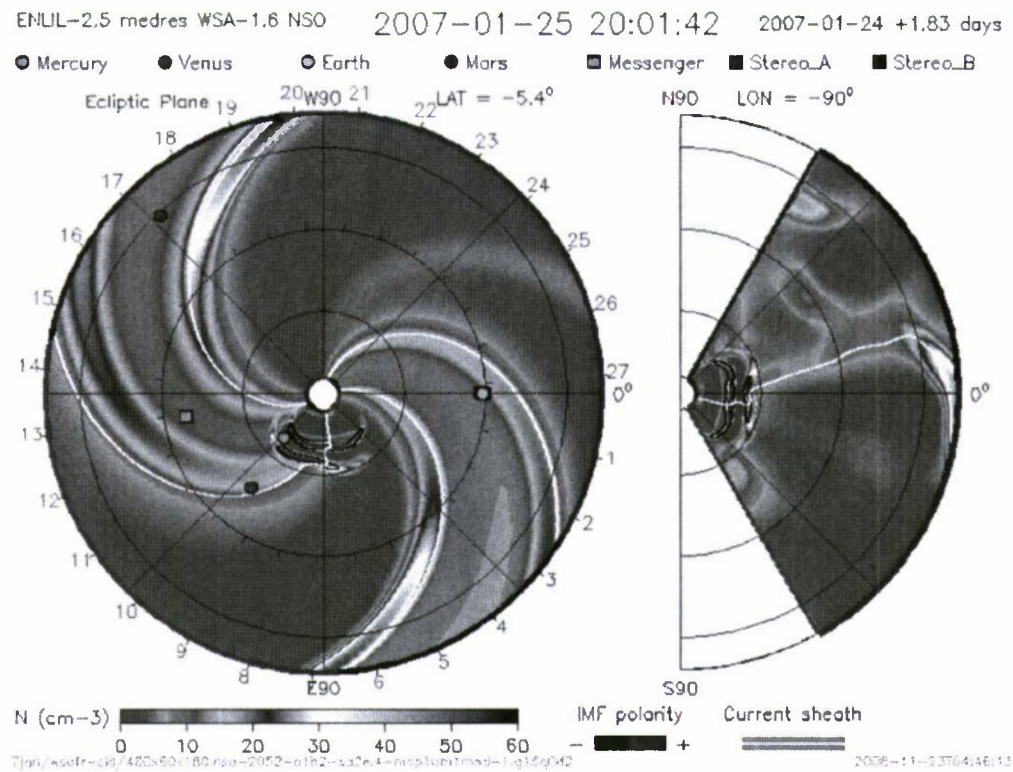 ENLIL-2.5 medres WSA-1.6 NSO 2007-01-25 20:01:42 2007-01-24 +1.83 days
Mercury Venus Earth Mars Messenger Stereo_A Stereo_B
Ecliptic Plane LAT = -5.4° N90 LON = -90°
W90
19 20 21 22
18 23
17 24
16 25
15 26
14 27
0° 0°
13 1
12 2
11 3
10 4
9 5
8 6
E90 S90
N (cm-3) IMF polarity Current sheath
- +
0 10 20 30 40 50 60